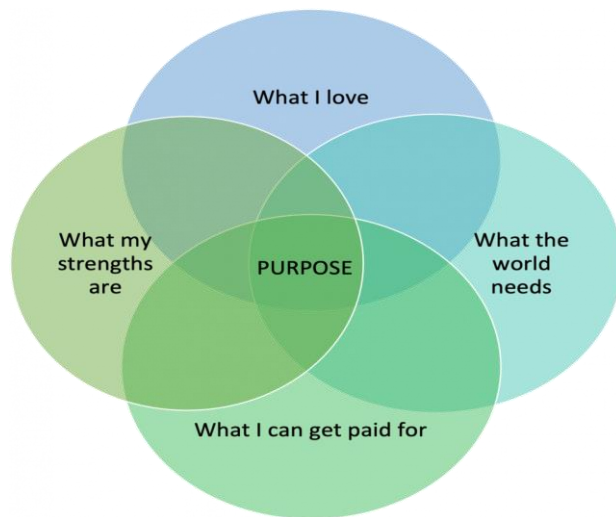 What I love
What my
strengths
are
PURPOSE
What the
world
needs
What I can get paid for